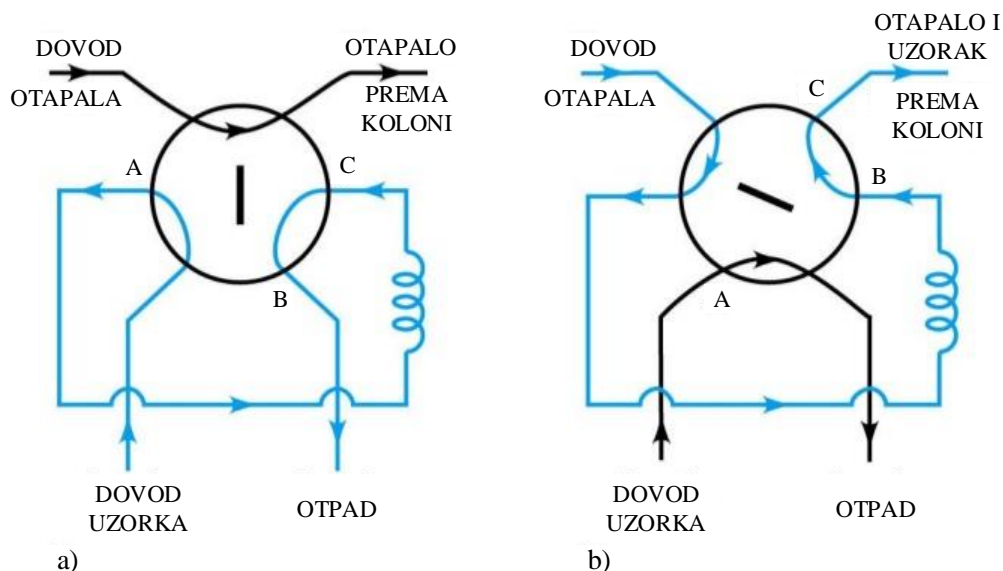 DOVOD
OTAPALA
OTAPALO
PREMA
KOLONI
A
C
B
DOVOD
UZORKA
OTPAD
a)
DOVOD
OTAPALA
OTAPALO I
UZORAK
PREMA
KOLONI
C
B
A
DOVOD
UZORKA
OTPAD
b)